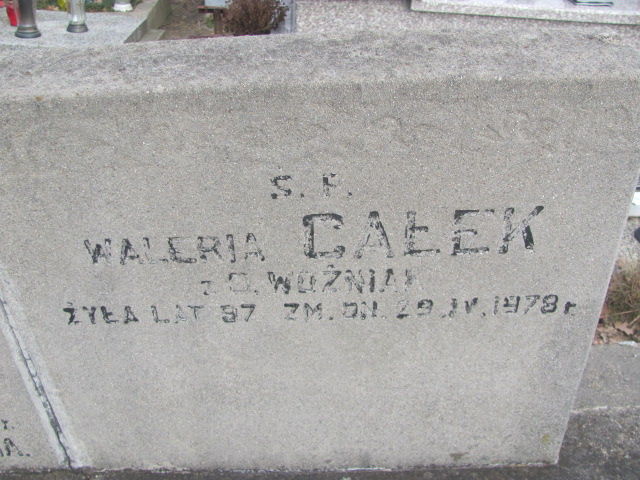 Ś. P.
WALERIA CAŁEK
z D. WOŹNIAK
ŻYŁA LAT 97 ZM. DN. 29.IV.1978 r